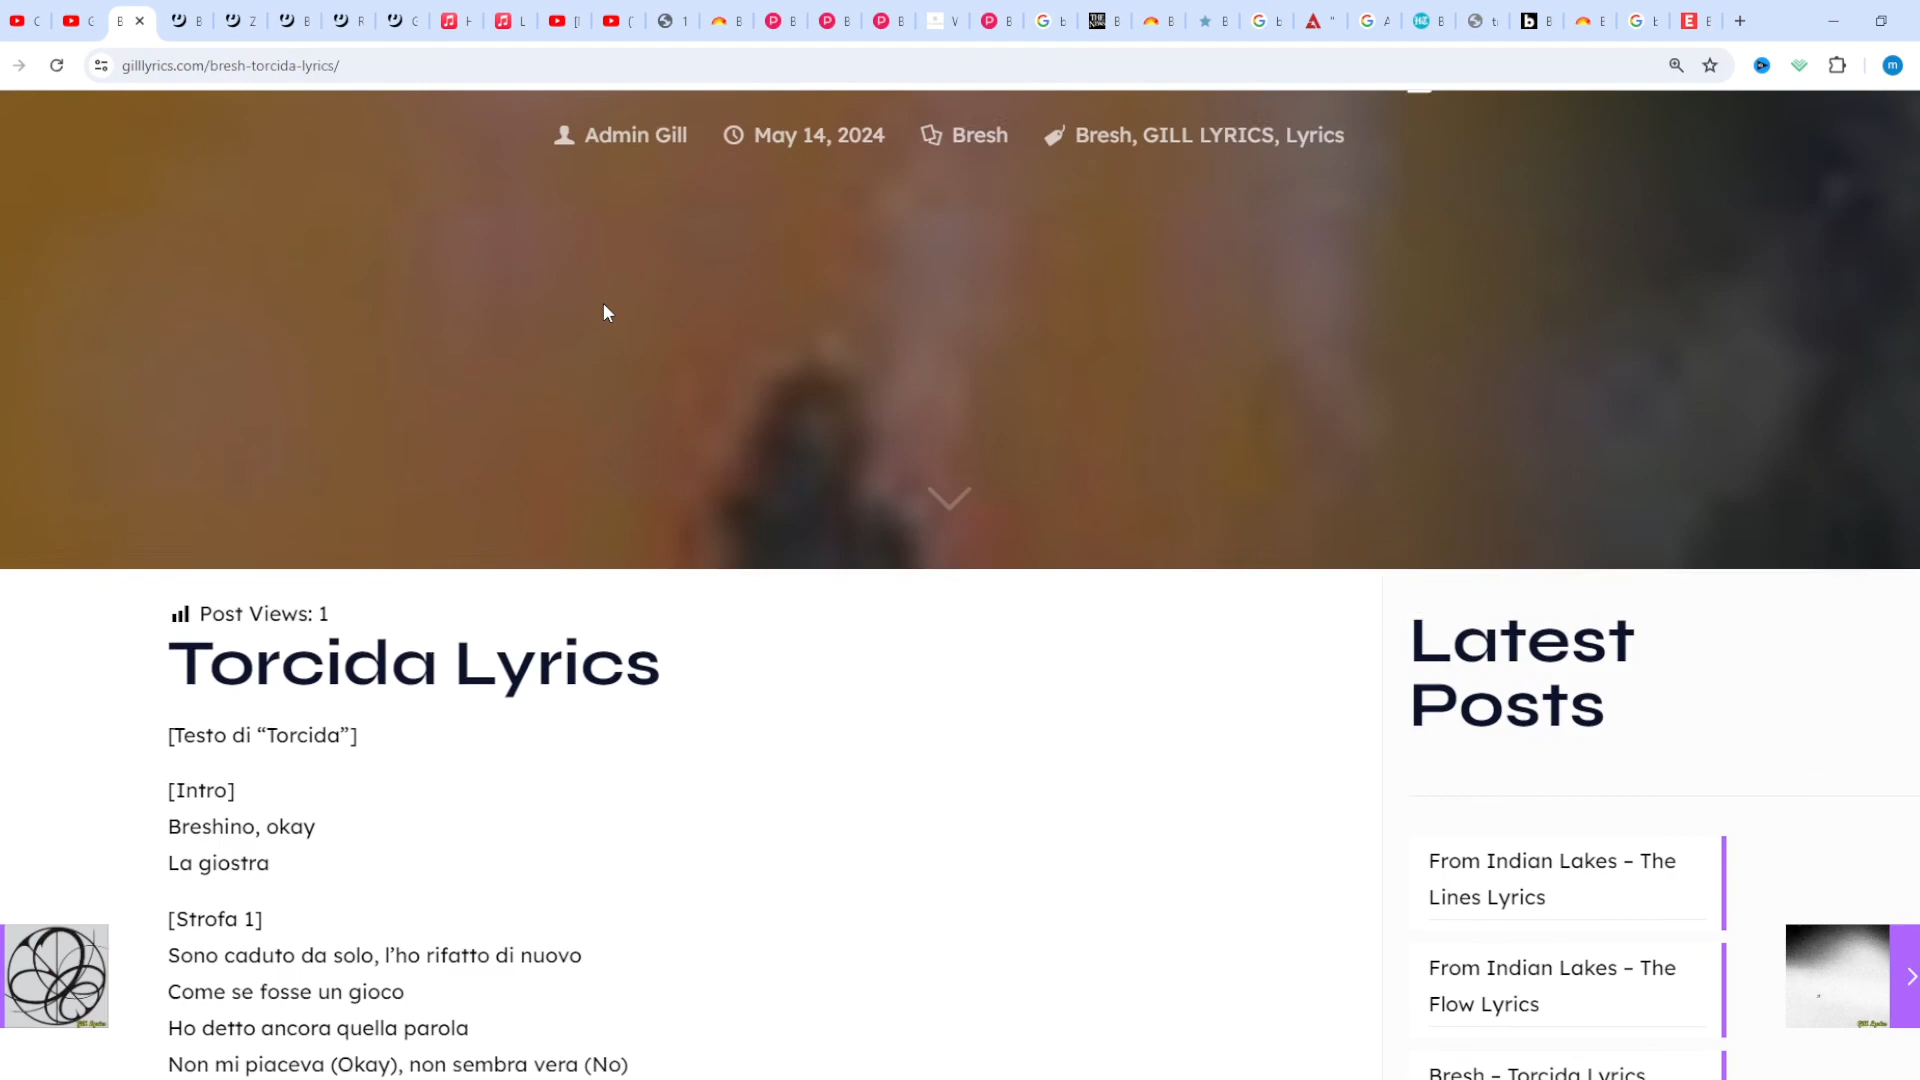 gilllyrics.com/bresh-torcida-lyrics/
Admin Gill May 14, 2024 Bresh Bresh, GILL LYRICS, Lyrics
Post Views: 1
Torcida Lyrics
[Testo di “Torcida”]
[Intro]
Breshino, okay
La giostra
[Strofa 1]
Sono caduto da solo, l’ho rifatto di nuovo
Come se fosse un gioco
Ho detto ancora quella parola
Non mi piaceva (Okay), non sembra vera (No)
Latest
Posts
From Indian Lakes – The
Lines Lyrics
From Indian Lakes – The
Flow Lyrics
Bresh – Torcida Lyrics